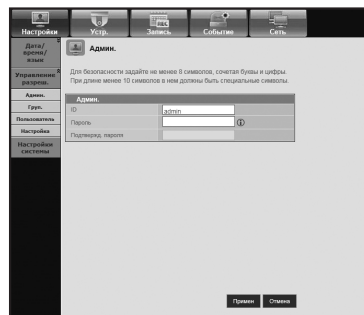 Настройки
Устр.
Запись
Событие
Сеть
Дата/
время/
язык
Админ.
Для безопасности задайте не менее 8 символов, сочетая буквы и цифры.
При длине менее 10 символов в нем должны быть специальные символы.
Управление
разреш.
Админ.
Груп.
Пользователь
Настройка
Настройки
системы
Админ.
ID
admin
Пароль
Подтвержд. пароля
Примен
Отмена